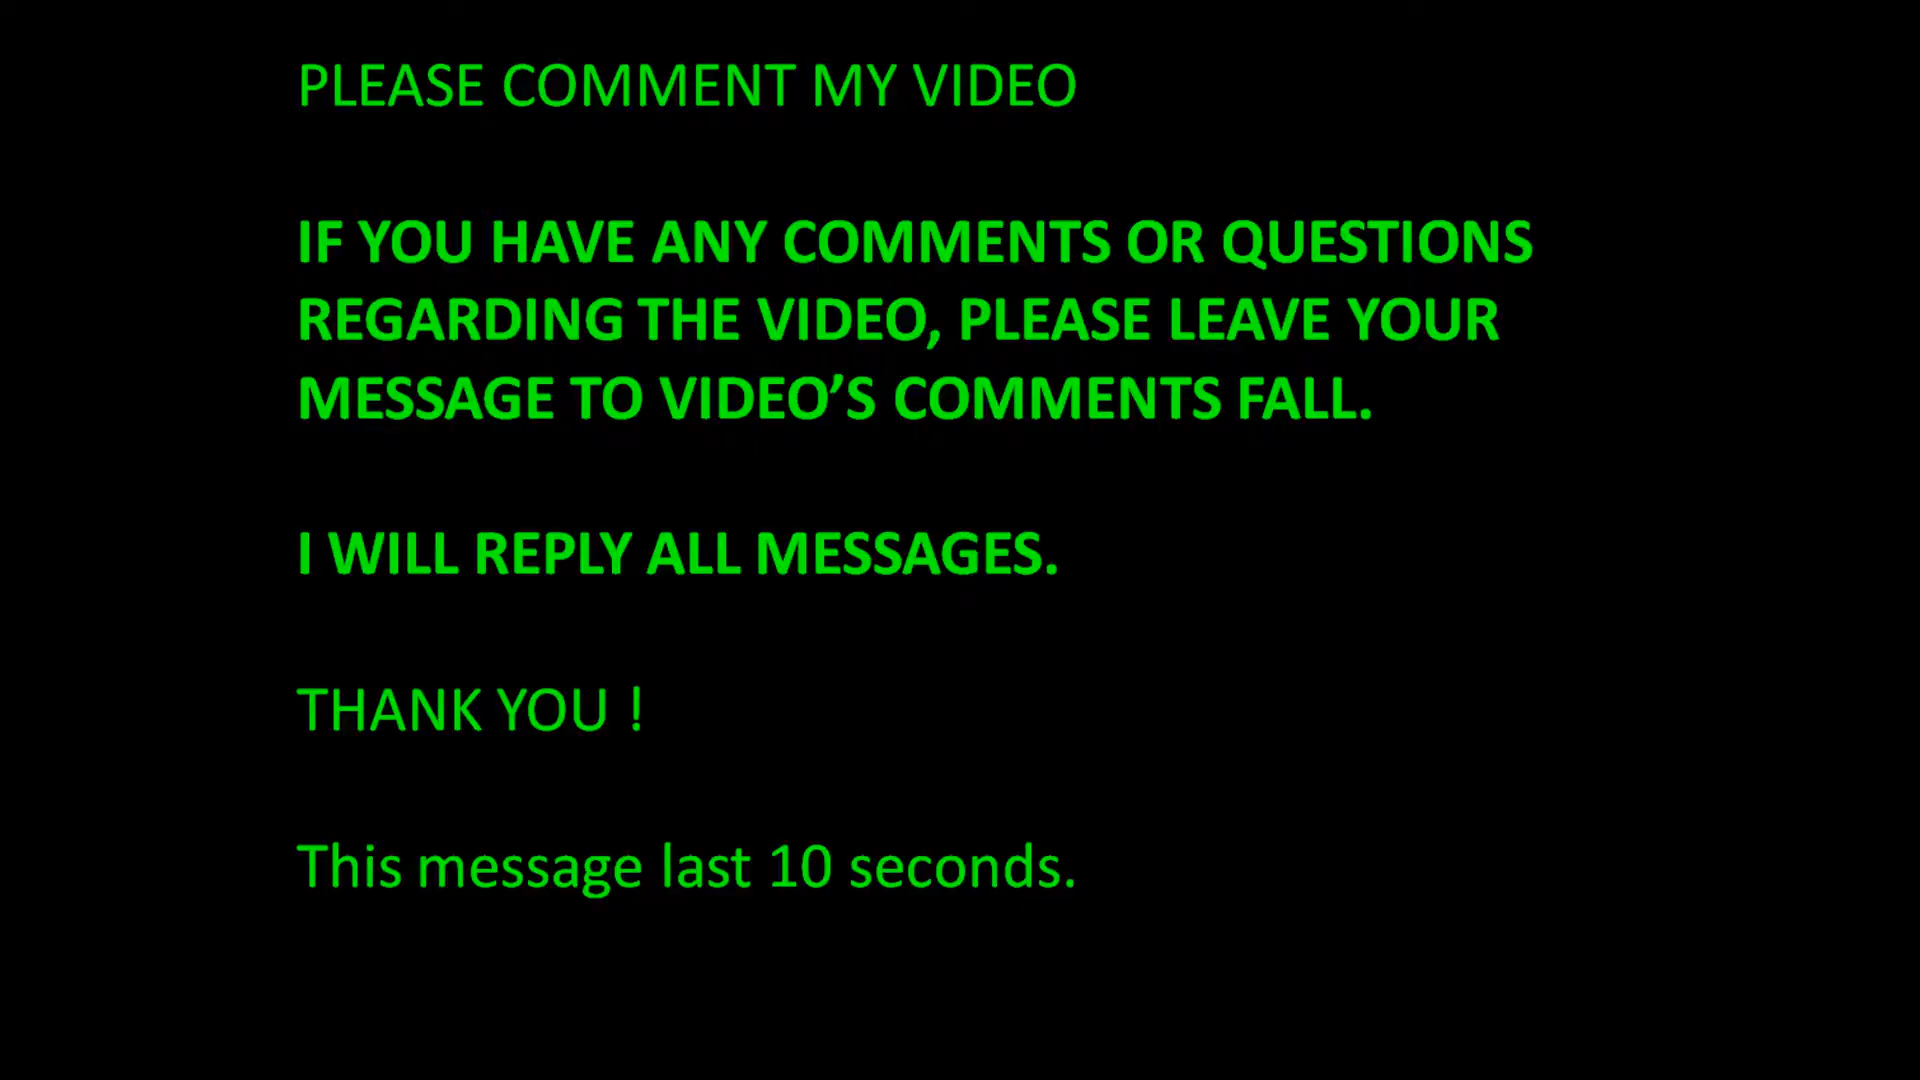 PLEASE COMMENT MY VIDEO
IF YOU HAVE ANY COMMENTS OR QUESTIONS
REGARDING THE VIDEO, PLEASE LEAVE YOUR
MESSAGE TO VIDEO’S COMMENTS FALL.
I WILL REPLY ALL MESSAGES.
THANK YOU !
This message last 10 seconds.